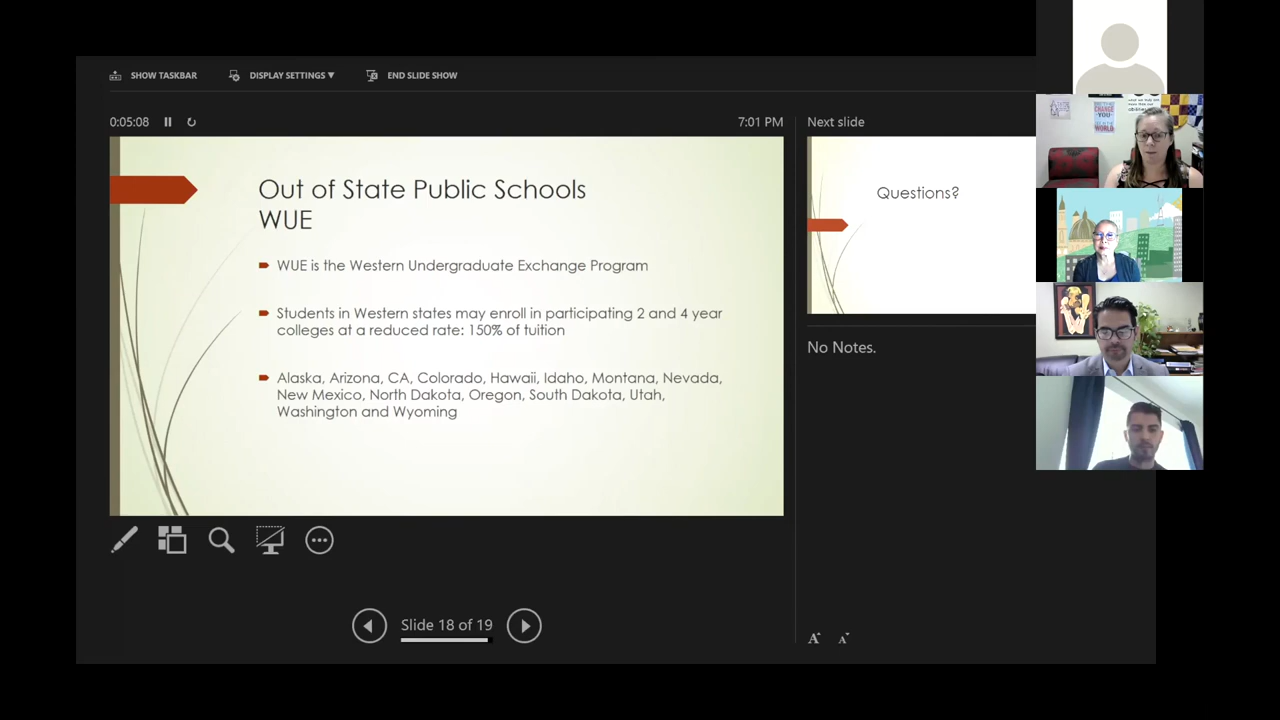 SHOW TASKBAR
DISPLAY SETTINGS ▼
END SLIDE SHOW
0:05:08
7:01 PM
Next slide
Out of State Public Schools
WUE
WUE is the Western Undergraduate Exchange Program
Students in Western states may enroll in participating 2 and 4 year
colleges at a reduced rate: 150% of tuition
Alaska, Arizona, CA, Colorado, Hawaii, Idaho, Montana, Nevada,
New Mexico, North Dakota, Oregon, South Dakota, Utah,
Washington and Wyoming
Questions?
No Notes.
Slide 18 of 19
A A
CHANGE
YOU
WORLD